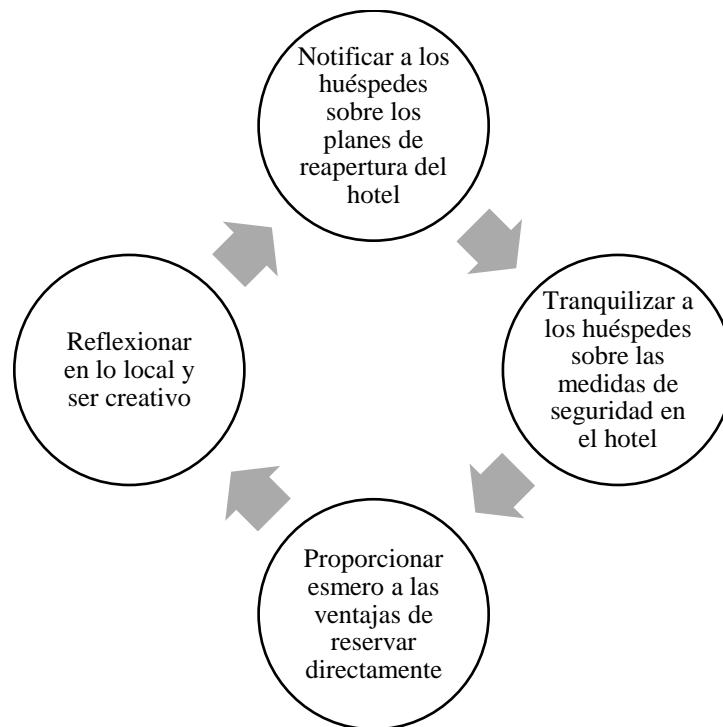 Notificar a los
huéspedes
sobre los
planes de
reapertura del
hotel
Tranquilizar a
los huéspedes
sobre las
medidas de
seguridad en
el hotel
Proporcionar
esmero a las
ventajas de
reservar
directamente
Reflexionar
en lo local y
ser creativo